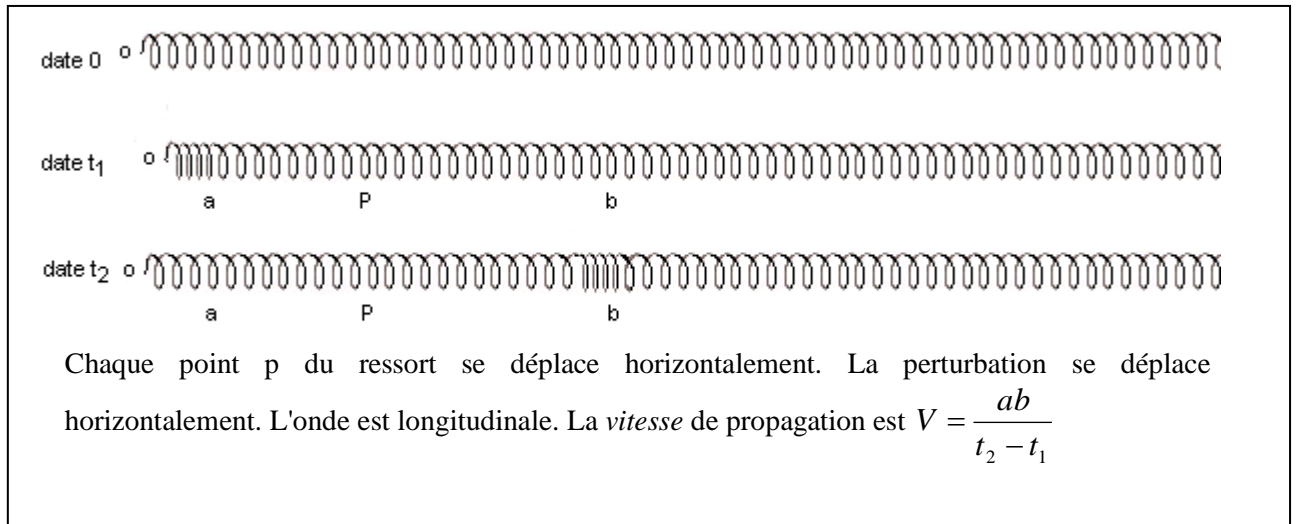 date 0 o
date t₁ o
a P b
date t₂ o
a P b
Chaque point p du ressort se déplace horizontalement. La perturbation se déplace
horizontalement. L'onde est longitudinale. La vitesse de propagation est V = ab / (t₂ − t₁)